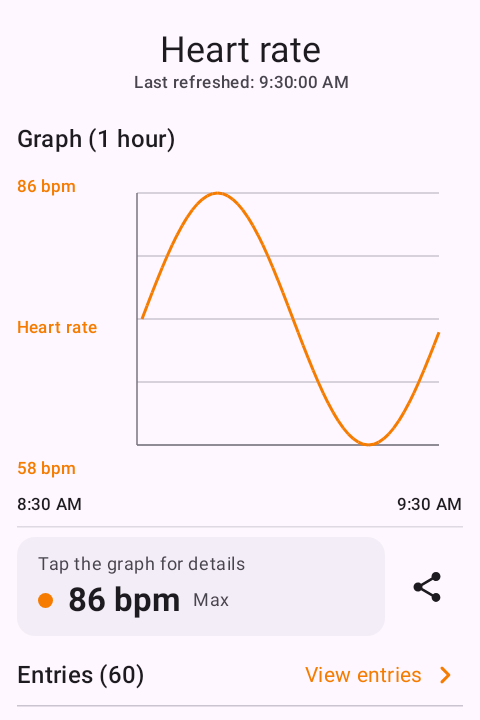 Heart rate
Last refreshed: 9:30:00 AM
Graph (1 hour)
86 bpm
Heart rate
58 bpm
8:30 AM 9:30 AM
Tap the graph for details
86 bpm Max
Entries (60) View entries